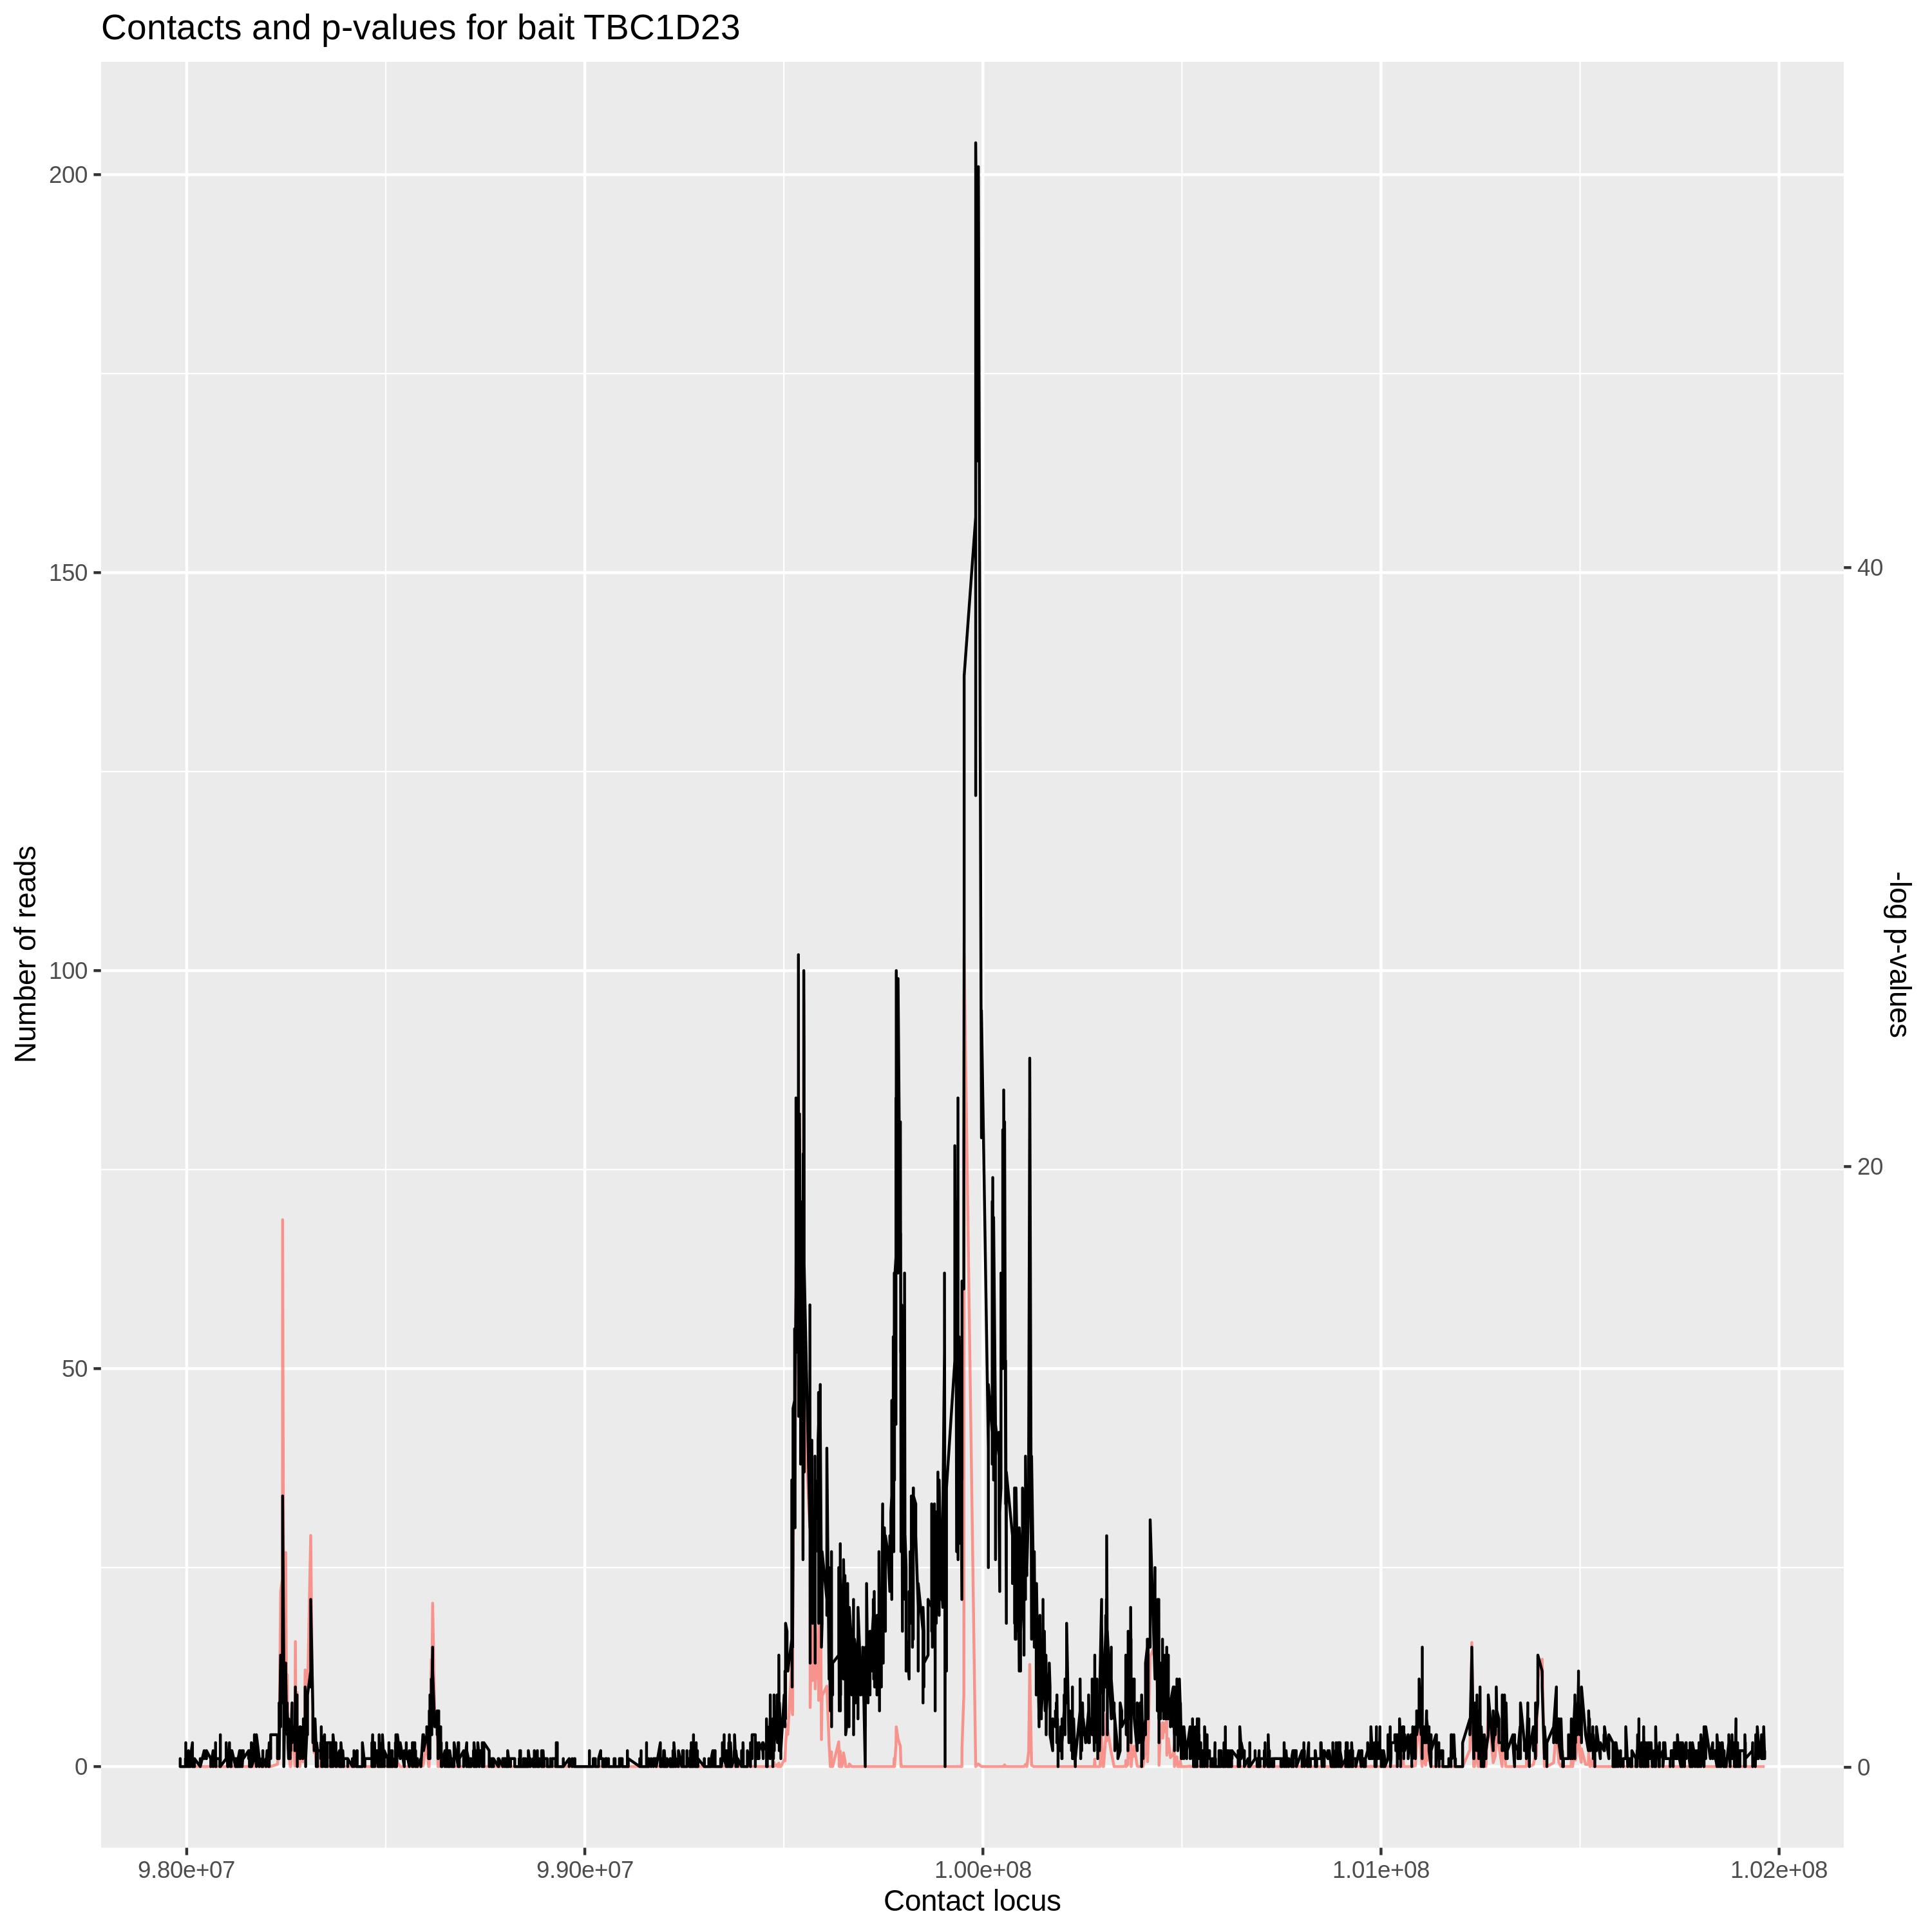 Contacts and p-values for bait TBC1D23
200
150
100
50
0
Number of reads
40
20
0
-log p-values
9.80e+07
9.90e+07
1.00e+08
1.01e+08
1.02e+08
Contact locus